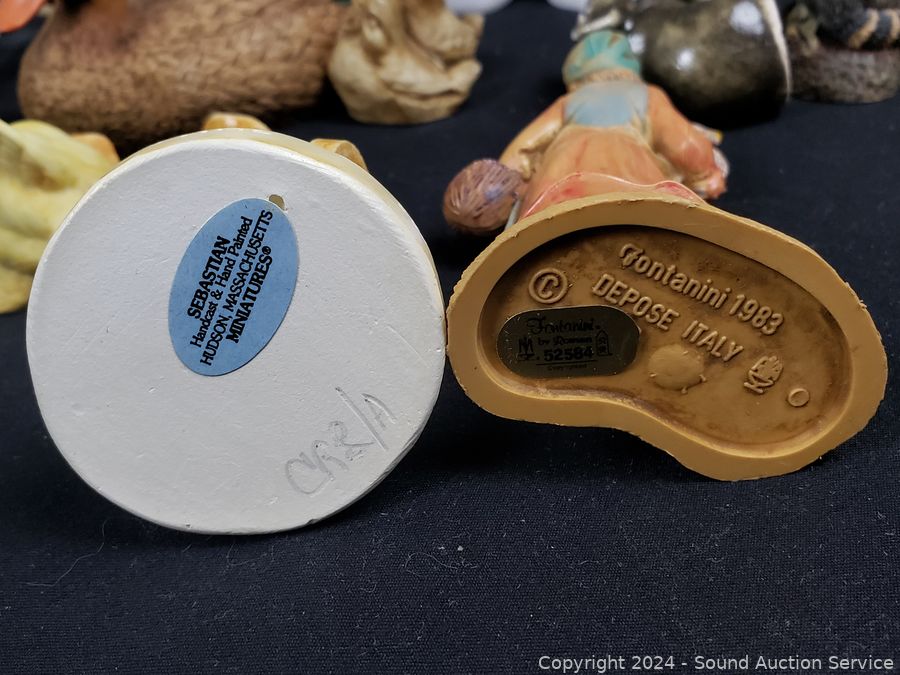 SEBASTIAN
Handcast & Hand Painted
HUDSON, MASSACHUSETTS
MINIATURES®
Fontanini 1983
©
DEPOSE ITALY
Fontanini
by Roman
52584
Copyright © 2024 - Sound Auction Service